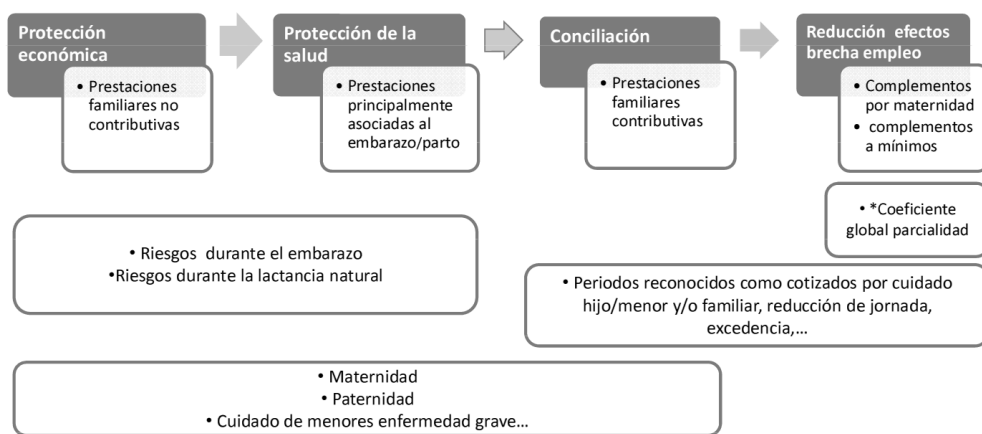 Protección
económica
• Prestaciones
familiares no
contributivas
Protección de la
salud
• Prestaciones
principalmente
asociadas al
embarazo/parto
Conciliación
• Prestaciones
familiares
contributivas
Reducción efectos
brecha empleo
• Complementos
por maternidad
• complementos
a mínimos
• *Coeficiente
global parcialidad
• Riesgos durante el embarazo
•Riesgos durante la lactancia natural
• Periodos reconocidos como cotizados por cuidado
hijo/menor y/o familiar, reducción de jornada,
excedencia,...
• Maternidad
• Paternidad
• Cuidado de menores enfermedad grave...